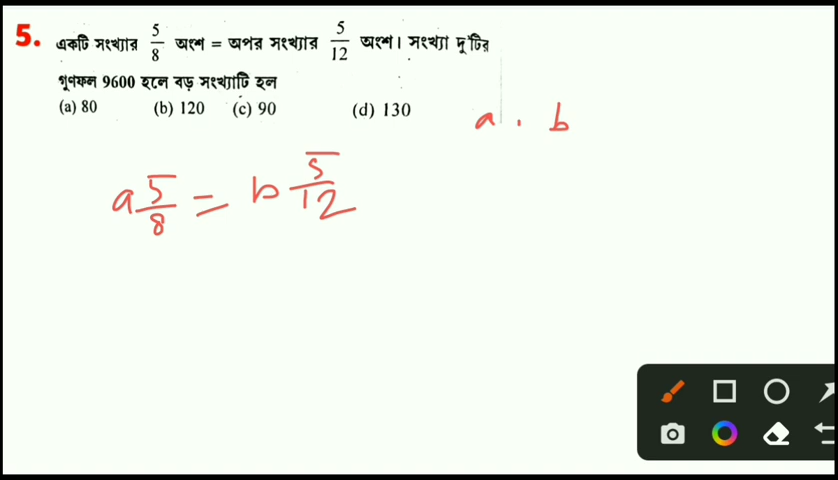 5. একটি সংখ্যার 5/8 অংশ = অপর সংখ্যার 5/12 অংশ। সংখ্যা দু'টির
গুণফল 9600 হলে বড় সংখ্যাটি হল
(a) 80 (b) 120 (c) 90 (d) 130
a . b
a 5/8 = b 5/12